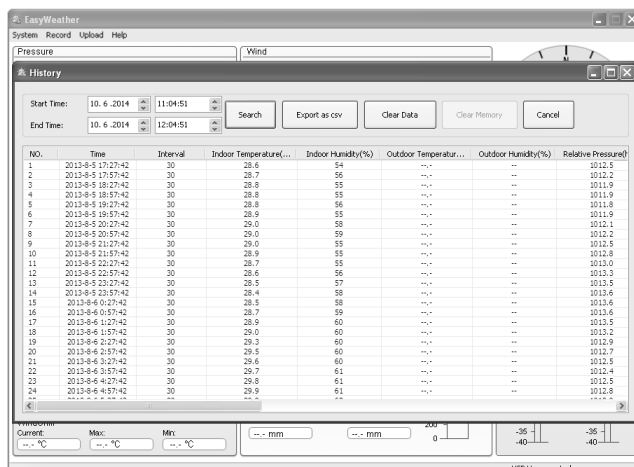 EasyWeather
System Record Upload Help
Pressure Wind
N
History
Start Time: 10. 6 .2014 11:04:51
End Time: 10. 6 .2014 12:04:51
Search Export as csv Clear Data Clear Memory Cancel
NO. Time Interval Indoor Temperature(... Indoor Humidity(%) Outdoor Temperatur... Outdoor Humidity(%) Relative Pressure(h
1 2013-8-5 17:27:42 30 28.6 54 --.- -- 1012.5
2 2013-8-5 17:57:42 30 28.7 56 --.- -- 1012.2
3 2013-8-5 18:27:42 30 28.8 55 --.- -- 1011.9
4 2013-8-5 18:57:42 30 28.8 55 --.- -- 1011.9
5 2013-8-5 19:27:42 30 28.8 56 --.- -- 1011.8
6 2013-8-5 19:57:42 30 28.9 55 --.- -- 1011.9
7 2013-8-5 20:27:42 30 29.0 58 --.- -- 1012.1
8 2013-8-5 20:57:42 30 29.0 59 --.- -- 1012.2
9 2013-8-5 21:27:42 30 29.0 55 --.- -- 1012.5
10 2013-8-5 21:57:42 30 28.9 55 --.- -- 1012.8
11 2013-8-5 22:27:42 30 28.7 55 --.- -- 1013.0
12 2013-8-5 22:57:42 30 28.6 56 --.- -- 1013.3
13 2013-8-5 23:27:42 30 28.5 57 --.- -- 1013.5
14 2013-8-5 23:57:42 30 28.4 58 --.- -- 1013.6
15 2013-8-6 0:27:42 30 28.5 58 --.- -- 1013.6
16 2013-8-6 0:57:42 30 28.7 59 --.- -- 1013.6
17 2013-8-6 1:27:42 30 28.9 60 --.- -- 1013.5
18 2013-8-6 1:57:42 30 29.0 60 --.- -- 1013.2
19 2013-8-6 2:27:42 30 29.3 60 --.- -- 1012.9
20 2013-8-6 2:57:42 30 29.5 60 --.- -- 1012.7
21 2013-8-6 3:27:42 30 29.6 60 --.- -- 1012.5
22 2013-8-6 3:57:42 30 29.7 61 --.- -- 1012.4
23 2013-8-6 4:27:42 30 29.8 61 --.- -- 1012.5
24 2013-8-6 4:57:42 30 29.9 61 --.- -- 1012.8
Current: Max: Min:
--.- °C --.- °C --.- °C
--.- mm --.- mm
200
0
-35 -35
-40 -40